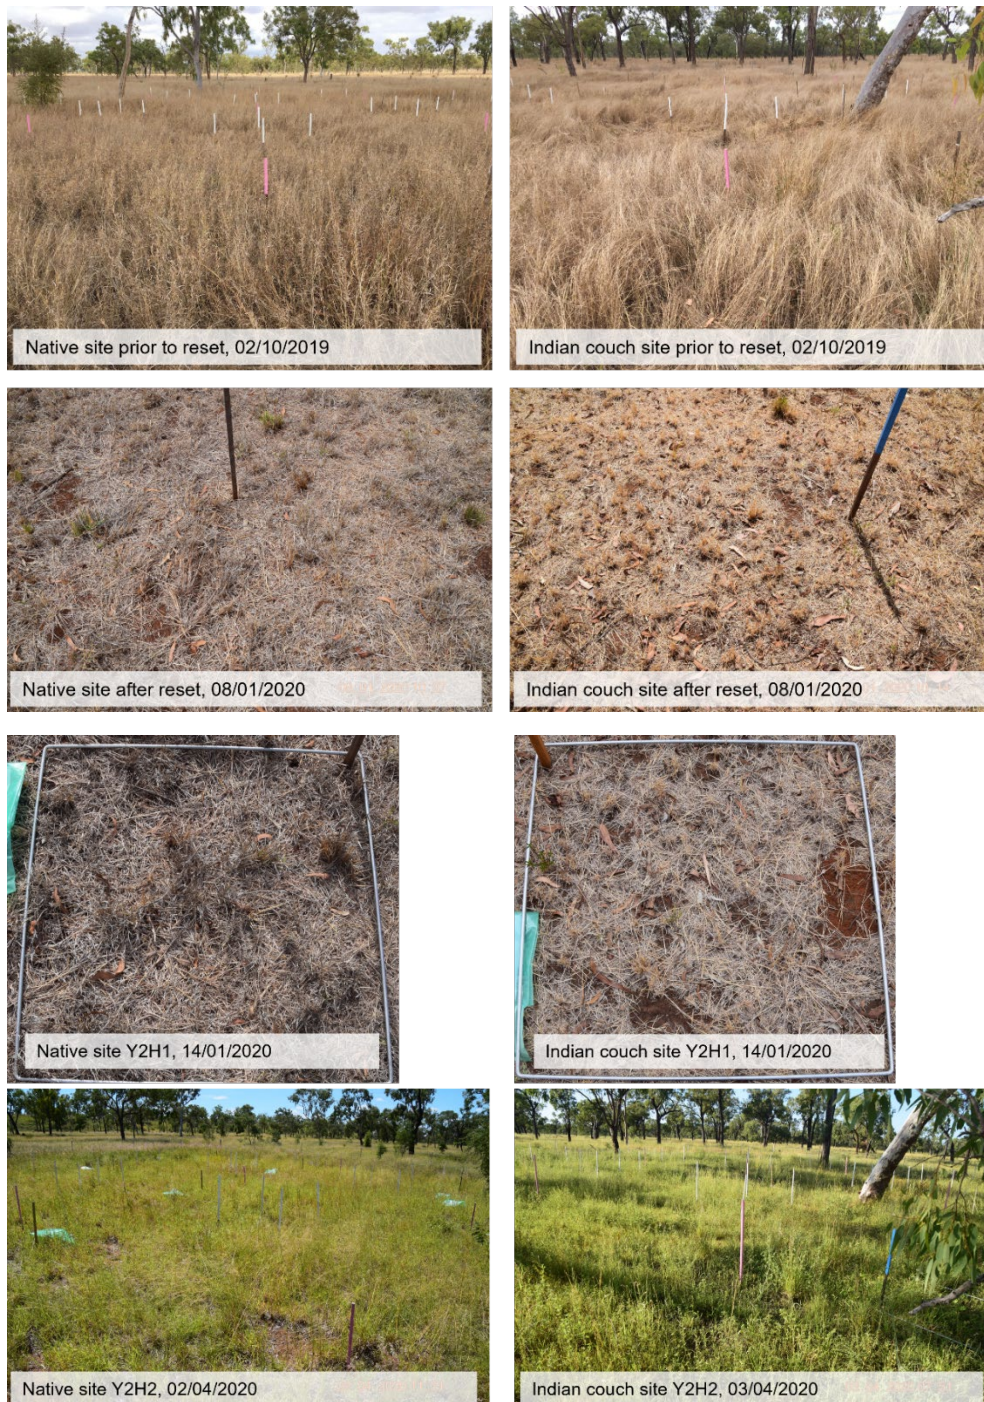 Native site prior to reset, 02/10/2019
Indian couch site prior to reset, 02/10/2019
Native site after reset, 08/01/2020
Indian couch site after reset, 08/01/2020
Native site Y2H1, 14/01/2020
Indian couch site Y2H1, 14/01/2020
Native site Y2H2, 02/04/2020
Indian couch site Y2H2, 03/04/2020